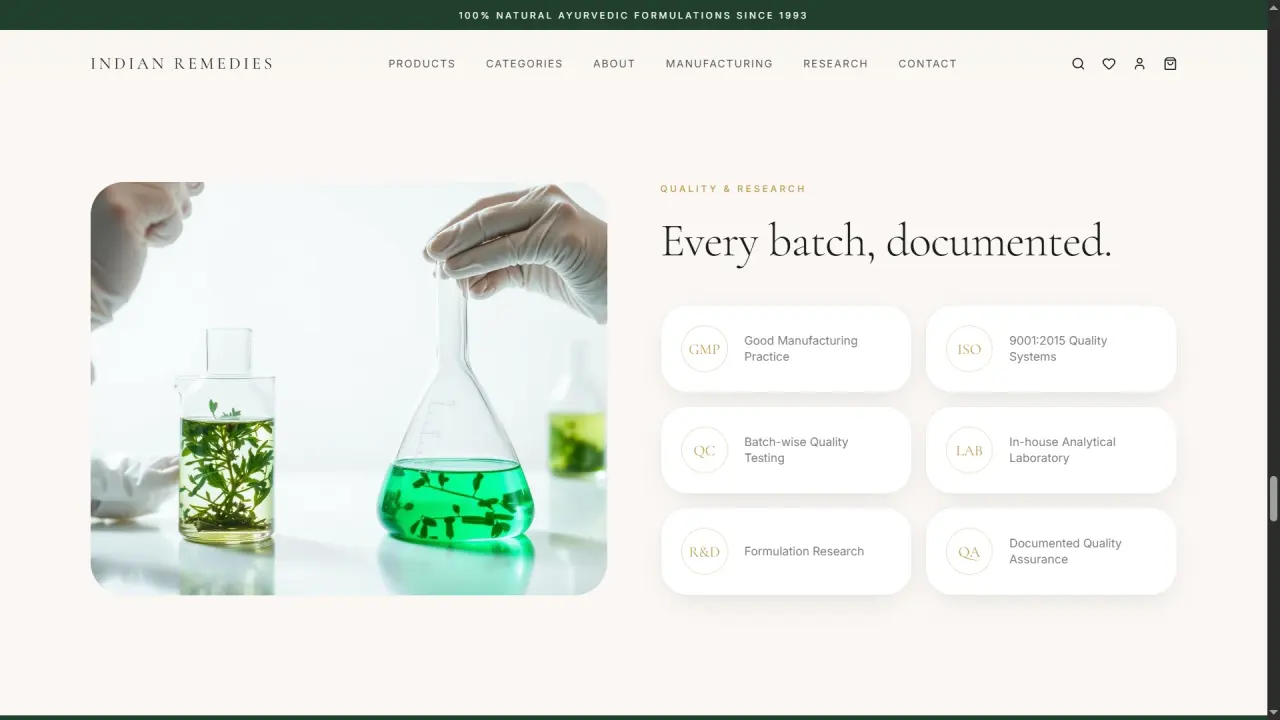 100% NATURAL AYURVEDIC FORMULATIONS SINCE 1993
INDIAN REMEDIES
PRODUCTS
CATEGORIES
ABOUT
MANUFACTURING
RESEARCH
CONTACT
QUALITY & RESEARCH
Every batch, documented.
GMP
Good Manufacturing
Practice
ISO
9001:2015 Quality
Systems
QC
Batch-wise Quality
Testing
LAB
In-house Analytical
Laboratory
R&D
Formulation Research
QA
Documented Quality
Assurance